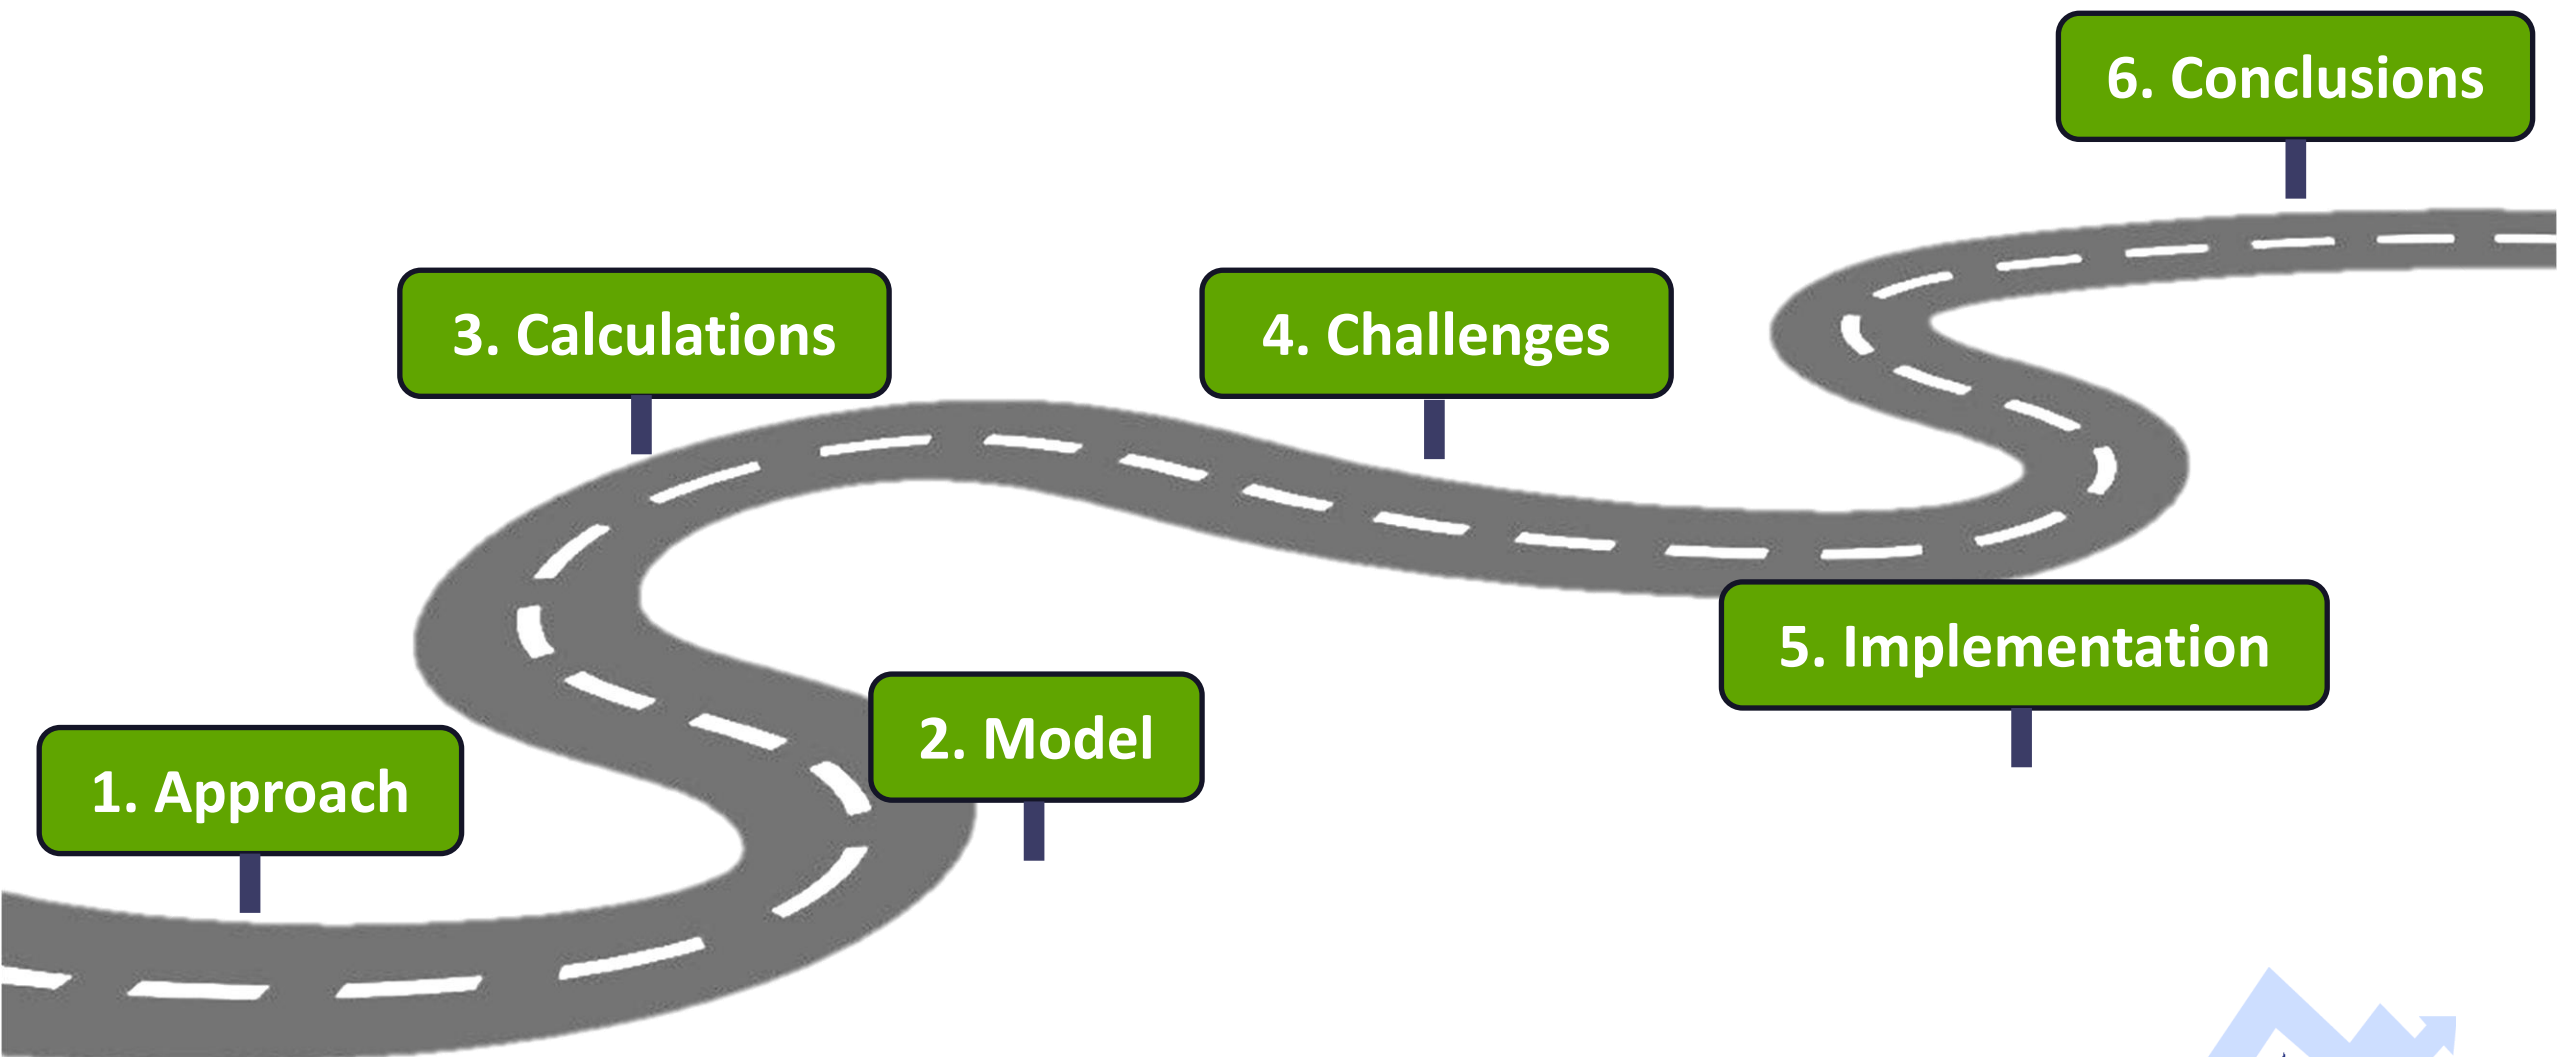 1. Approach
2. Model
3. Calculations
4. Challenges
5. Implementation
6. Conclusions